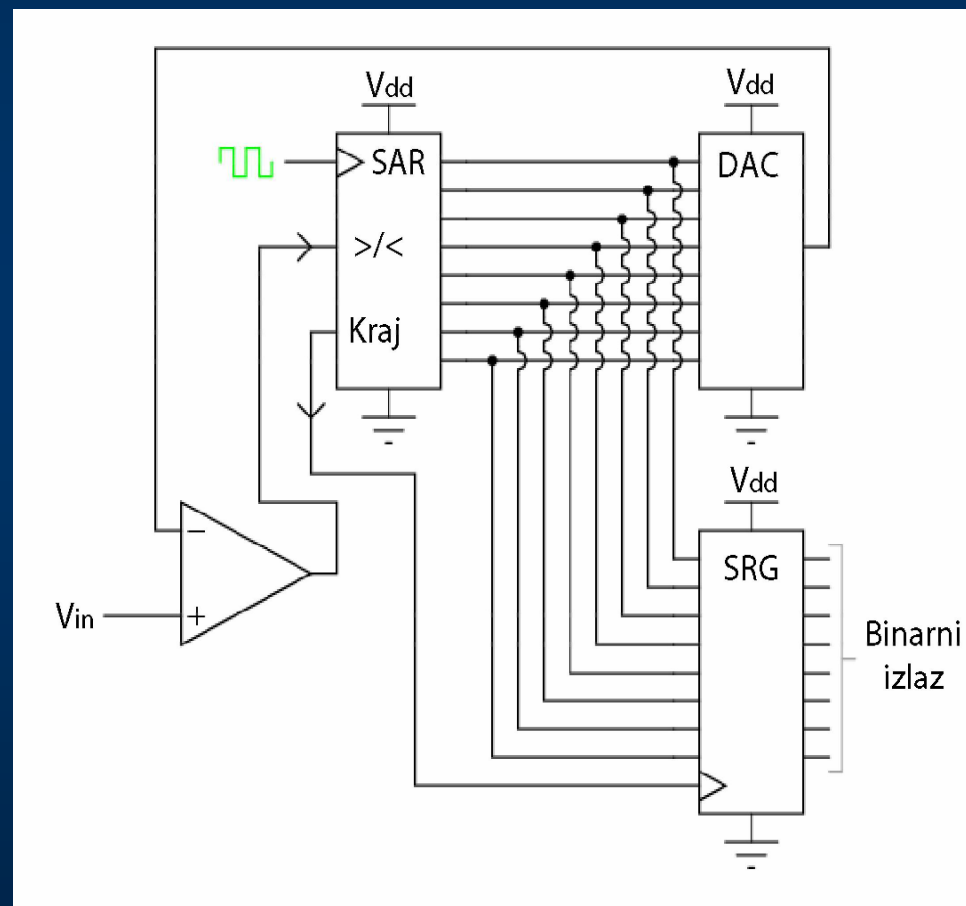 Vdd
Vdd
SAR
DAC
>/<
Kraj
Vdd
−
SRG
Vin
+
Binarni
izlaz